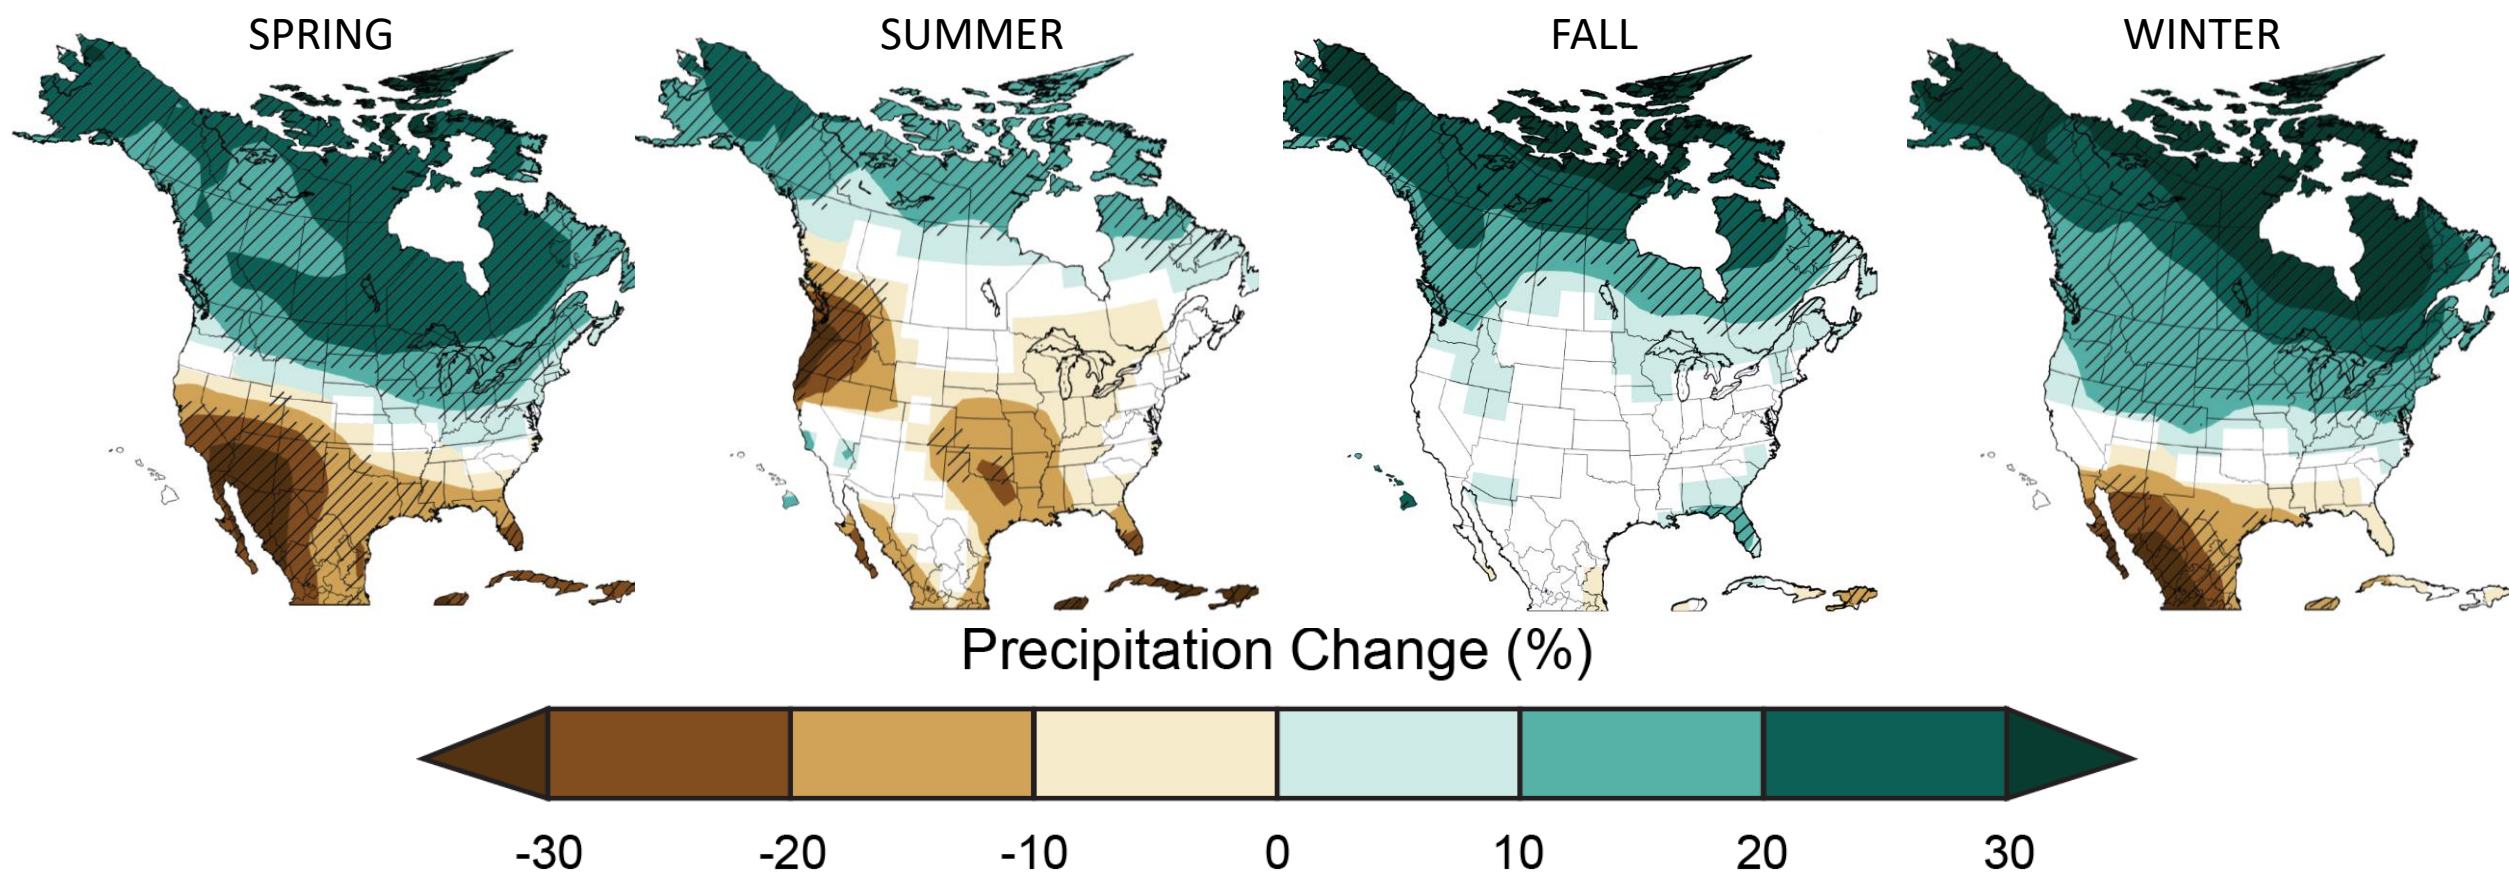 SPRING SUMMER FALL WINTER
Precipitation Change (%)
-30 -20 -10 0 10 20 30